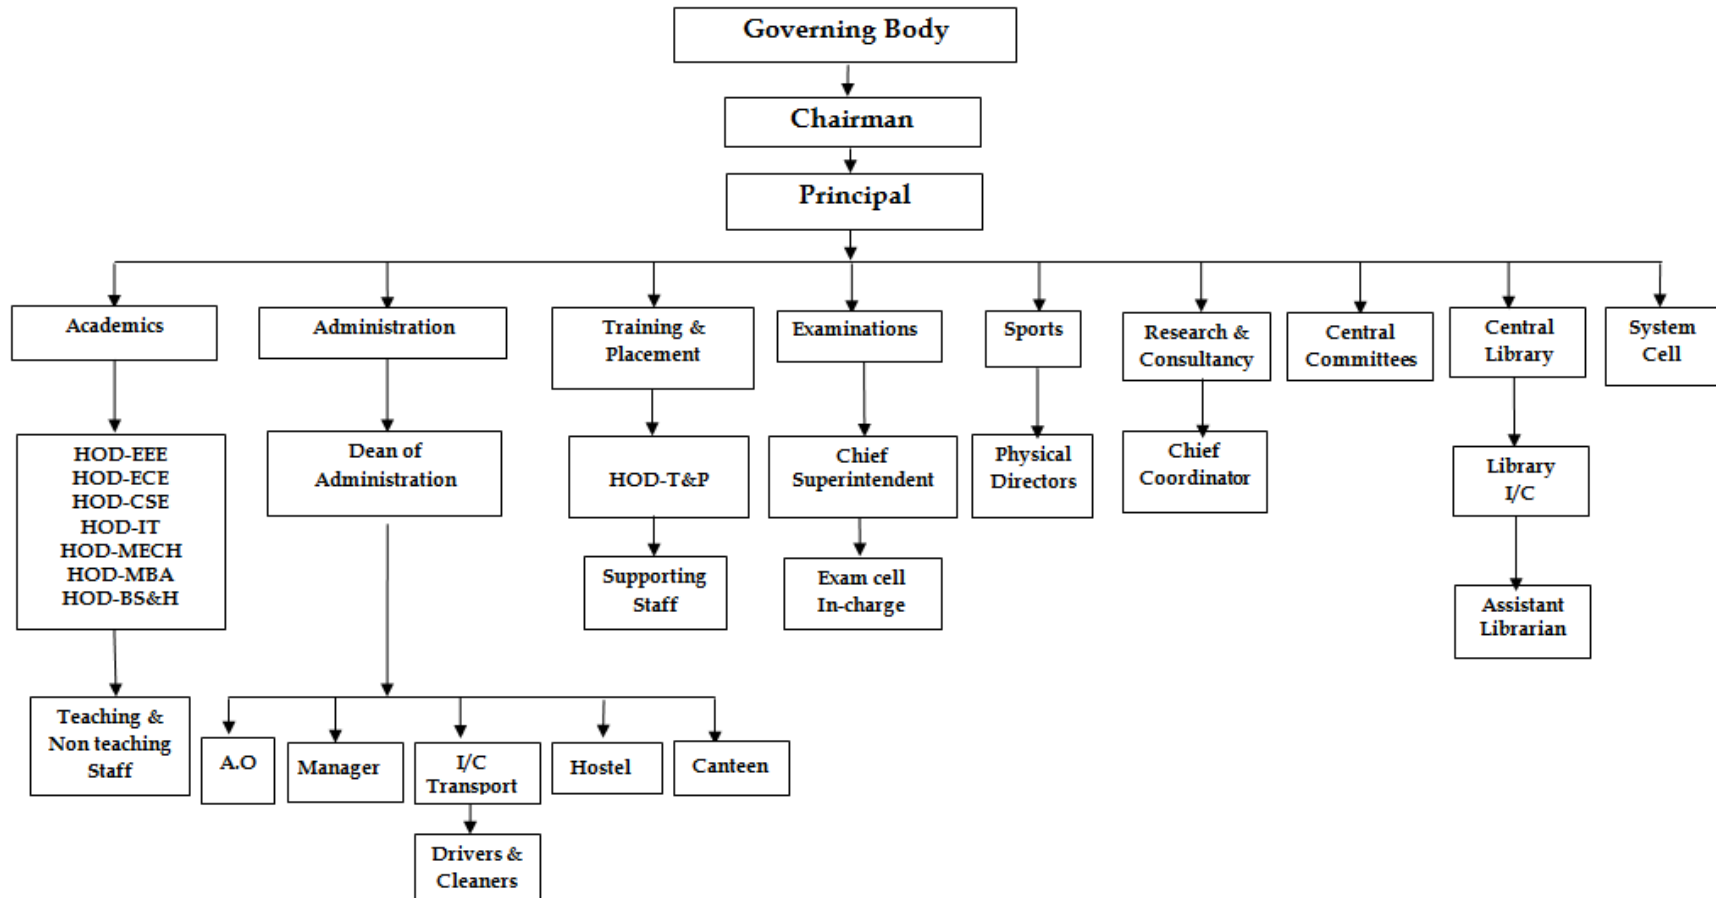 Governing Body
Chairman
Principal
Academics
Administration
Training &
Placement
Examinations
Sports
Research &
Consultancy
Central
Committees
Central
Library
System
Cell
HOD-EEE
HOD-ECE
HOD-CSE
HOD-IT
HOD-MECH
HOD-MBA
HOD-BS&H
Dean of
Administration
HOD-T&P
Chief
Superintendent
Physical
Directors
Chief
Coordinator
Library
I/C
Supporting
Staff
Exam cell
In-charge
Assistant
Librarian
Teaching &
Non teaching
Staff
A.O
Manager
I/C
Transport
Hostel
Canteen
Drivers &
Cleaners